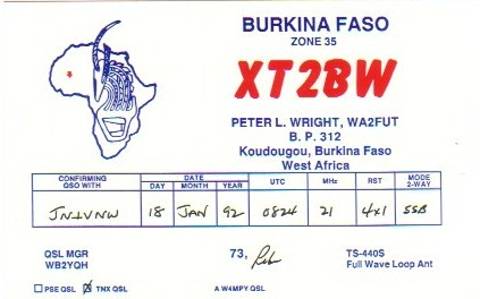 BURKINA FASO
ZONE 35
XT2BW
PETER L. WRIGHT, WA2FUT
B. P. 312
Koudougou, Burkina Faso
West Africa
CONFIRMING QSO WITH DATE DAY MONTH YEAR UTC MHz RST MODE 2-WAY
JN1VNW 18 JAN 92 0824 21 4x1 SSB
QSL MGR 73, TS-440S
WB2YQH Full Wave Loop Ant
PSE QSL TNX QSL A W4MPY QSL